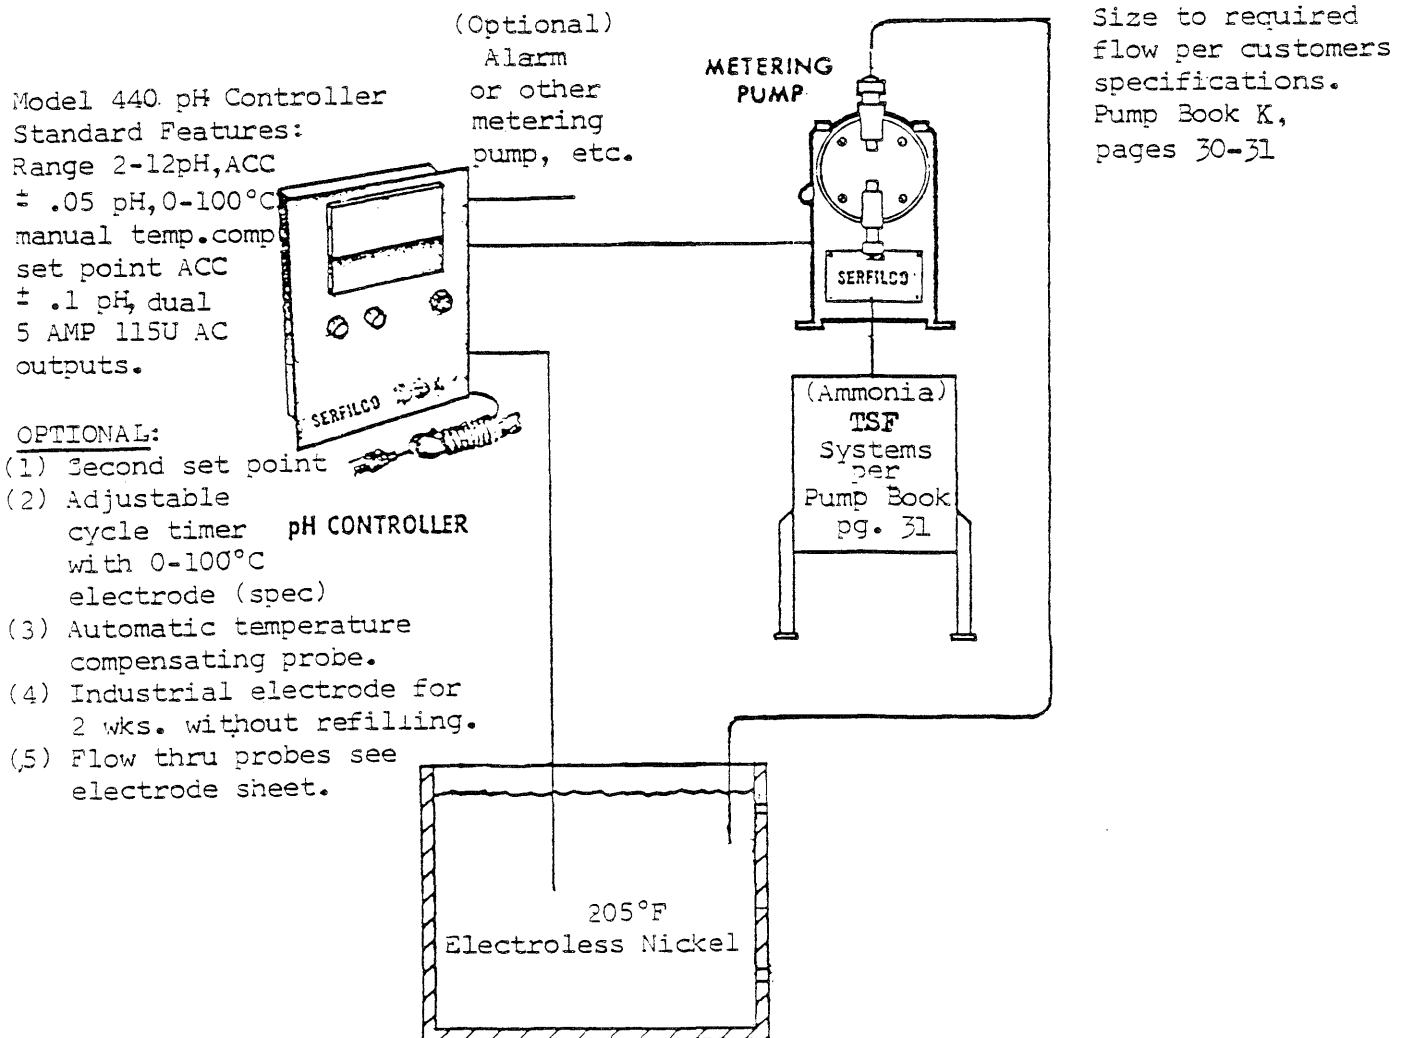 Model 440 pH Controller
Standard Features:
Range 2-12pH,ACC
± .05 pH,0-100°C
manual temp.comp
set point ACC
± .1 pH, dual
5 AMP 115U AC
outputs.
OPTIONAL:
(1) Second set point
(2) Adjustable
cycle timer
with 0-100°C
electrode (spec)
(3) Automatic temperature
compensating probe.
(4) Industrial electrode for
2 wks. without refilling.
(5) Flow thru probes see
electrode sheet.
(Optional)
Alarm
or other
metering
pump, etc.
SERFILCO
pH CONTROLLER
METERING
PUMP
SERFILCO
Size to required
flow per customers
specifications.
Pump Book K,
pages 30-31
(Ammonia)
TSF
Systems
per
Pump Book
pg. 31
205°F
Electroless Nickel